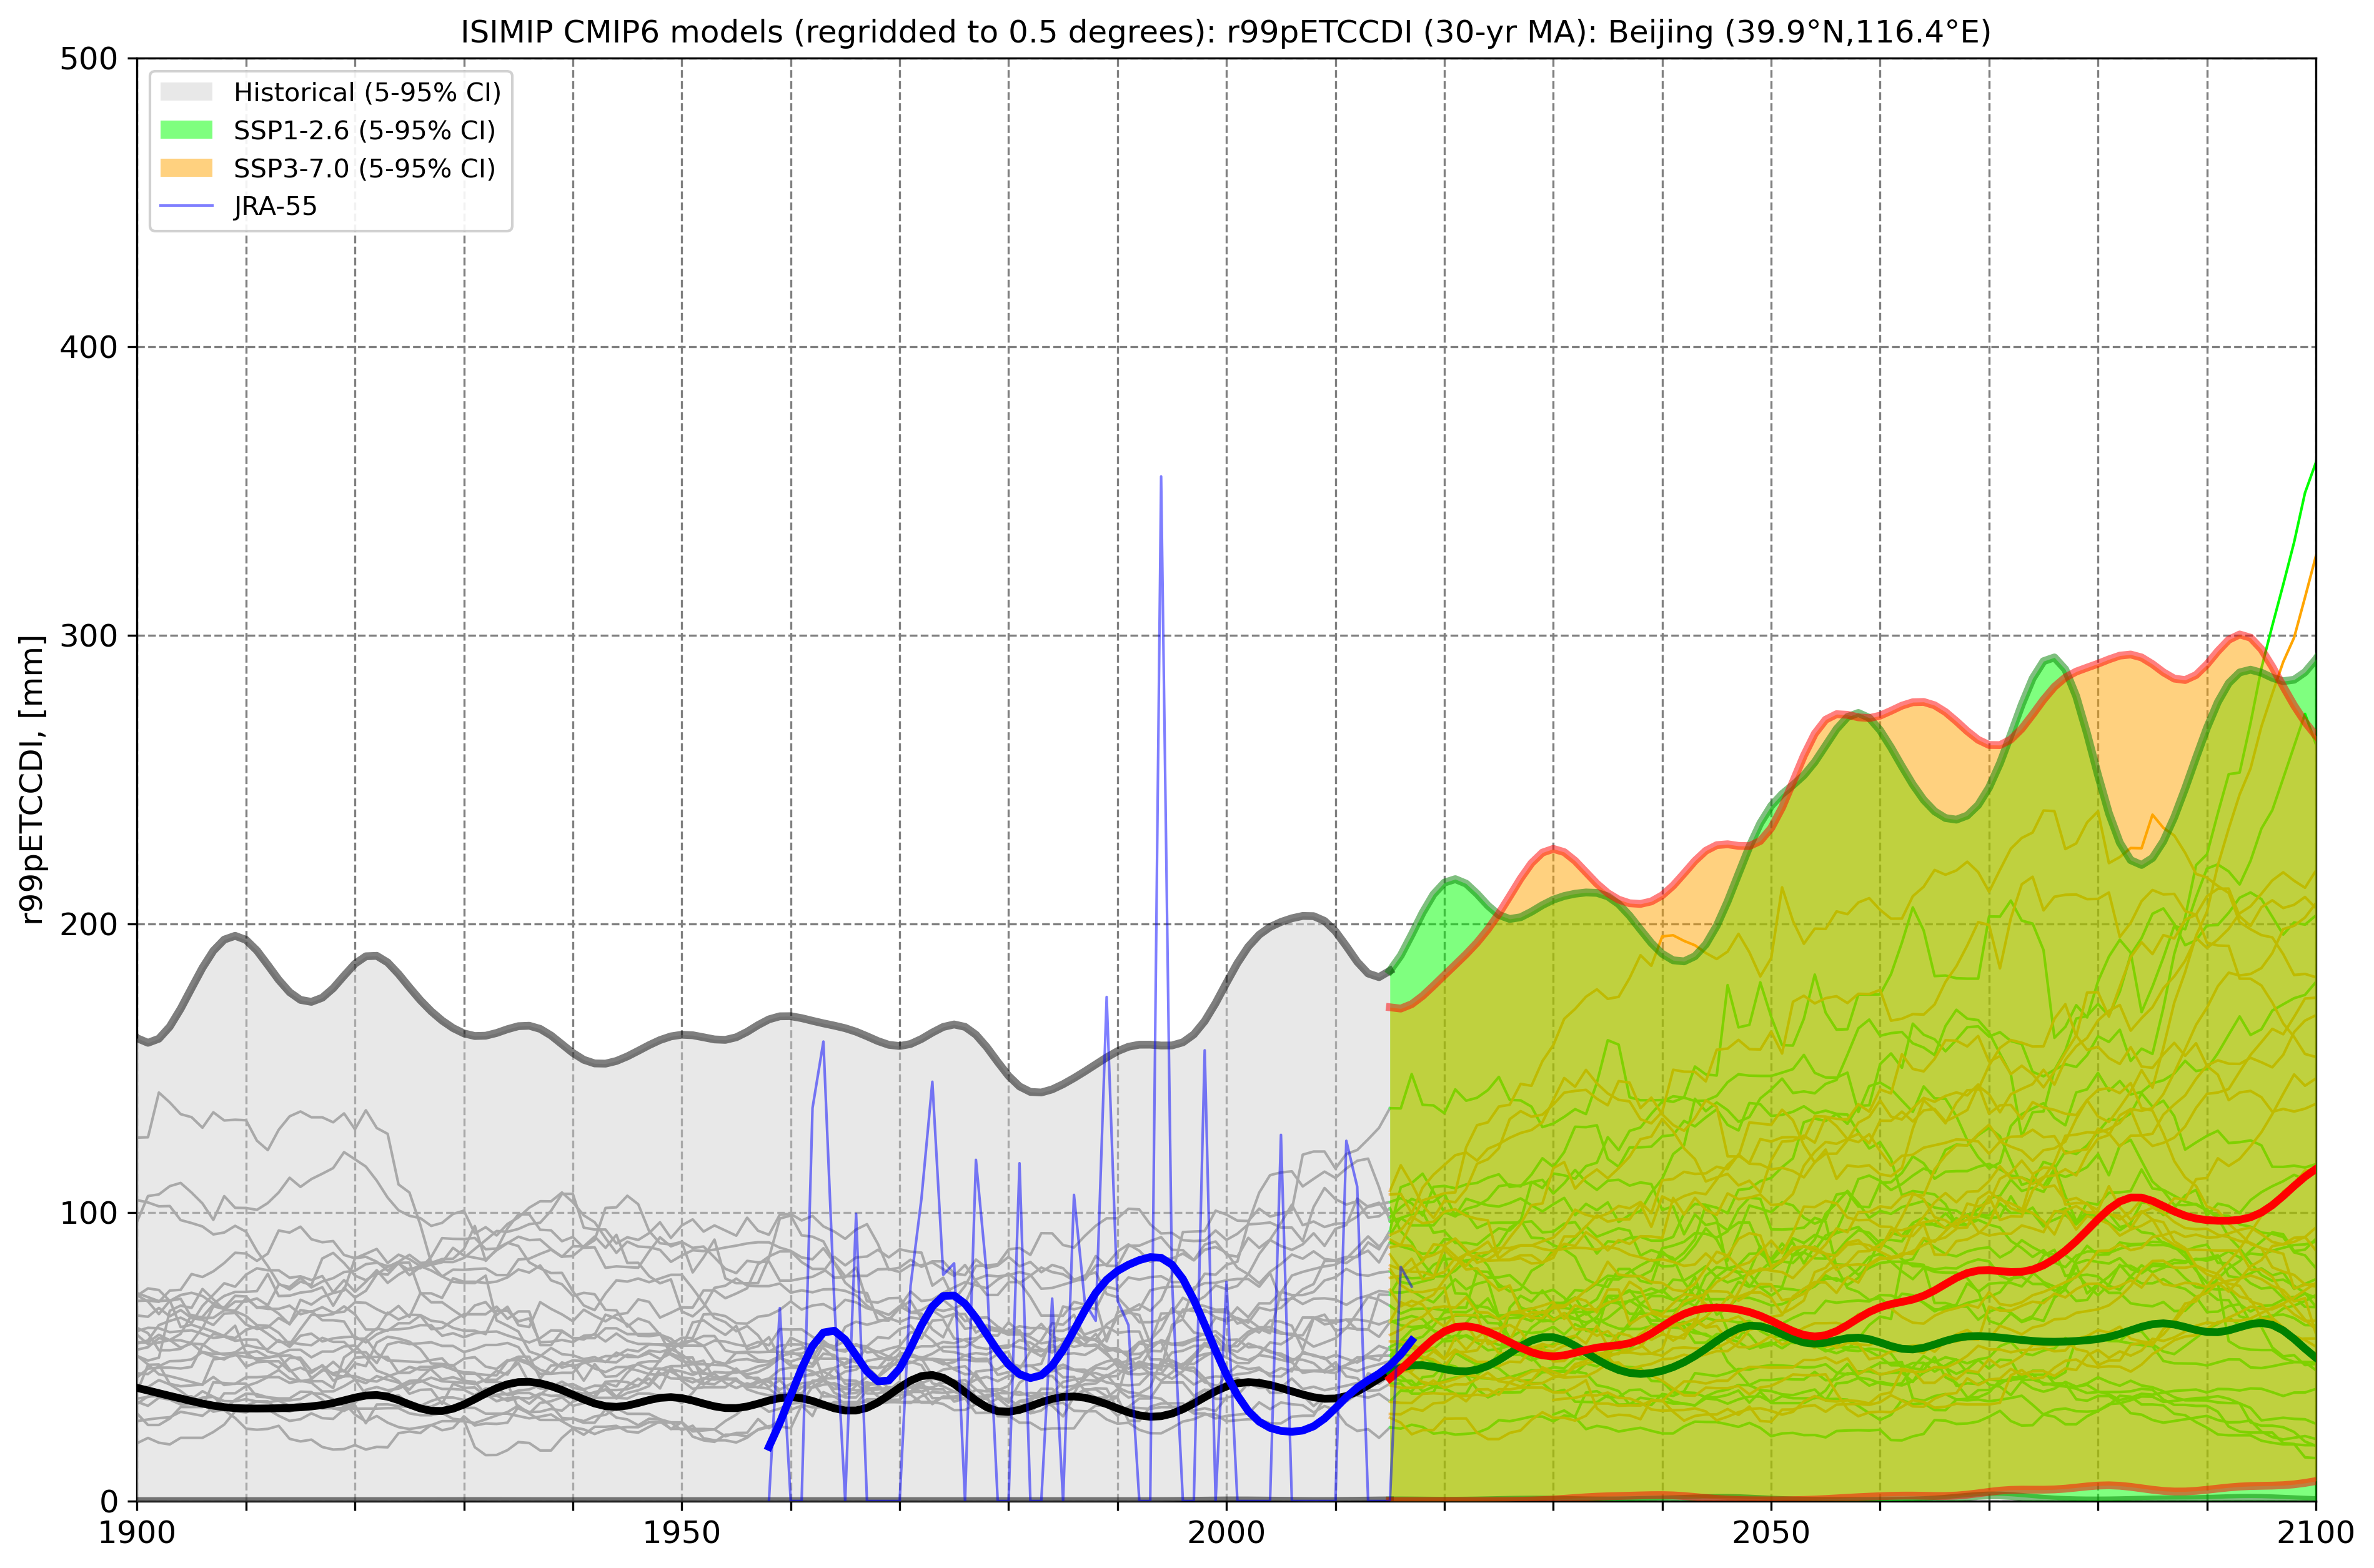 ISIMIP CMIP6 models (regridded to 0.5 degrees): r99pETCCDI (30-yr MA): Beijing (39.9°N,116.4°E)
Historical (5-95% CI)
SSP1-2.6 (5-95% CI)
SSP3-7.0 (5-95% CI)
JRA-55
r99pETCCDI, [mm]
500
400
300
200
100
0
1900
1950
2000
2050
2100